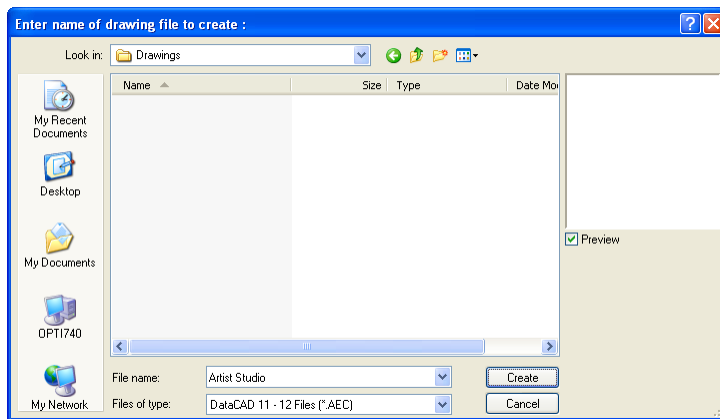 Enter name of drawing file to create :
Look in: Drawings
Name Size Type Date Mo
My Recent
Documents
Desktop
My Documents
OPTI740
My Network
Preview
File name: Artist Studio Create
Files of type: DataCAD 11 - 12 Files (*.AEC) Cancel